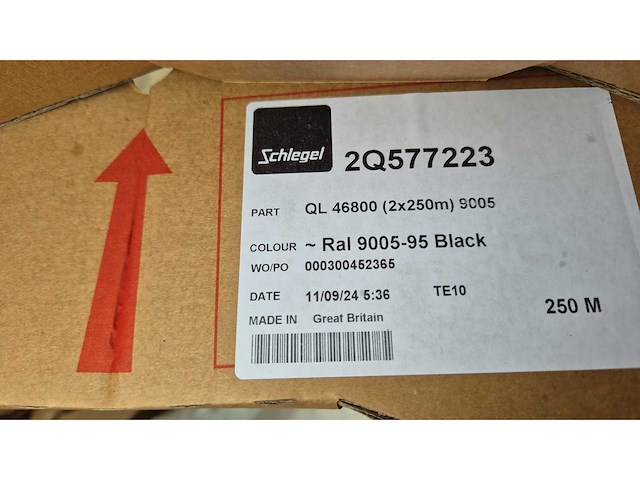 Schlegel
2Q577223
PART QL 46800 (2x250m) 9005
COLOUR ~ Ral 9005-95 Black
WO/PO 000300452365
DATE 11/09/24 5:36 TE10
MADE IN Great Britain
250 M